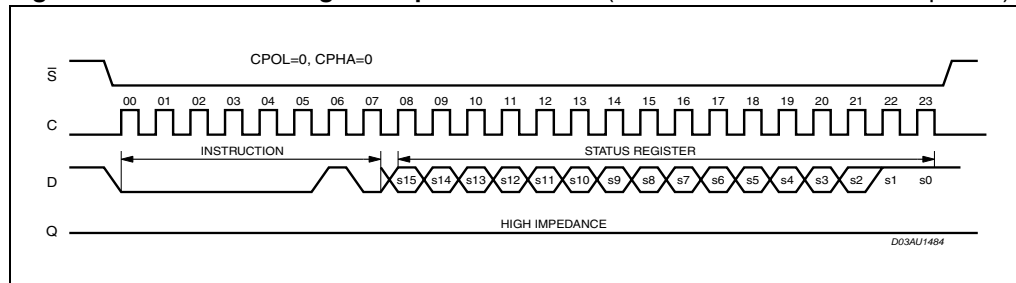 CPOL=0, CPHA=0
S
00 01 02 03 04 05 06 07 08 09 10 11 12 13 14 15 16 17 18 19 20 21 22 23
C
INSTRUCTION STATUS REGISTER
D s15 s14 s13 s12 s11 s10 s9 s8 s7 s6 s5 s4 s3 s2 s1 s0
HIGH IMPEDANCE
Q
D03AU1484